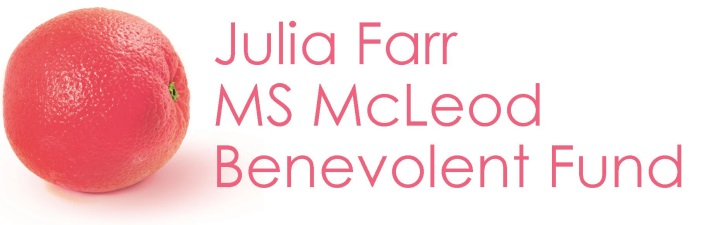 Julia Farr
MS McLeod
Benevolent Fund